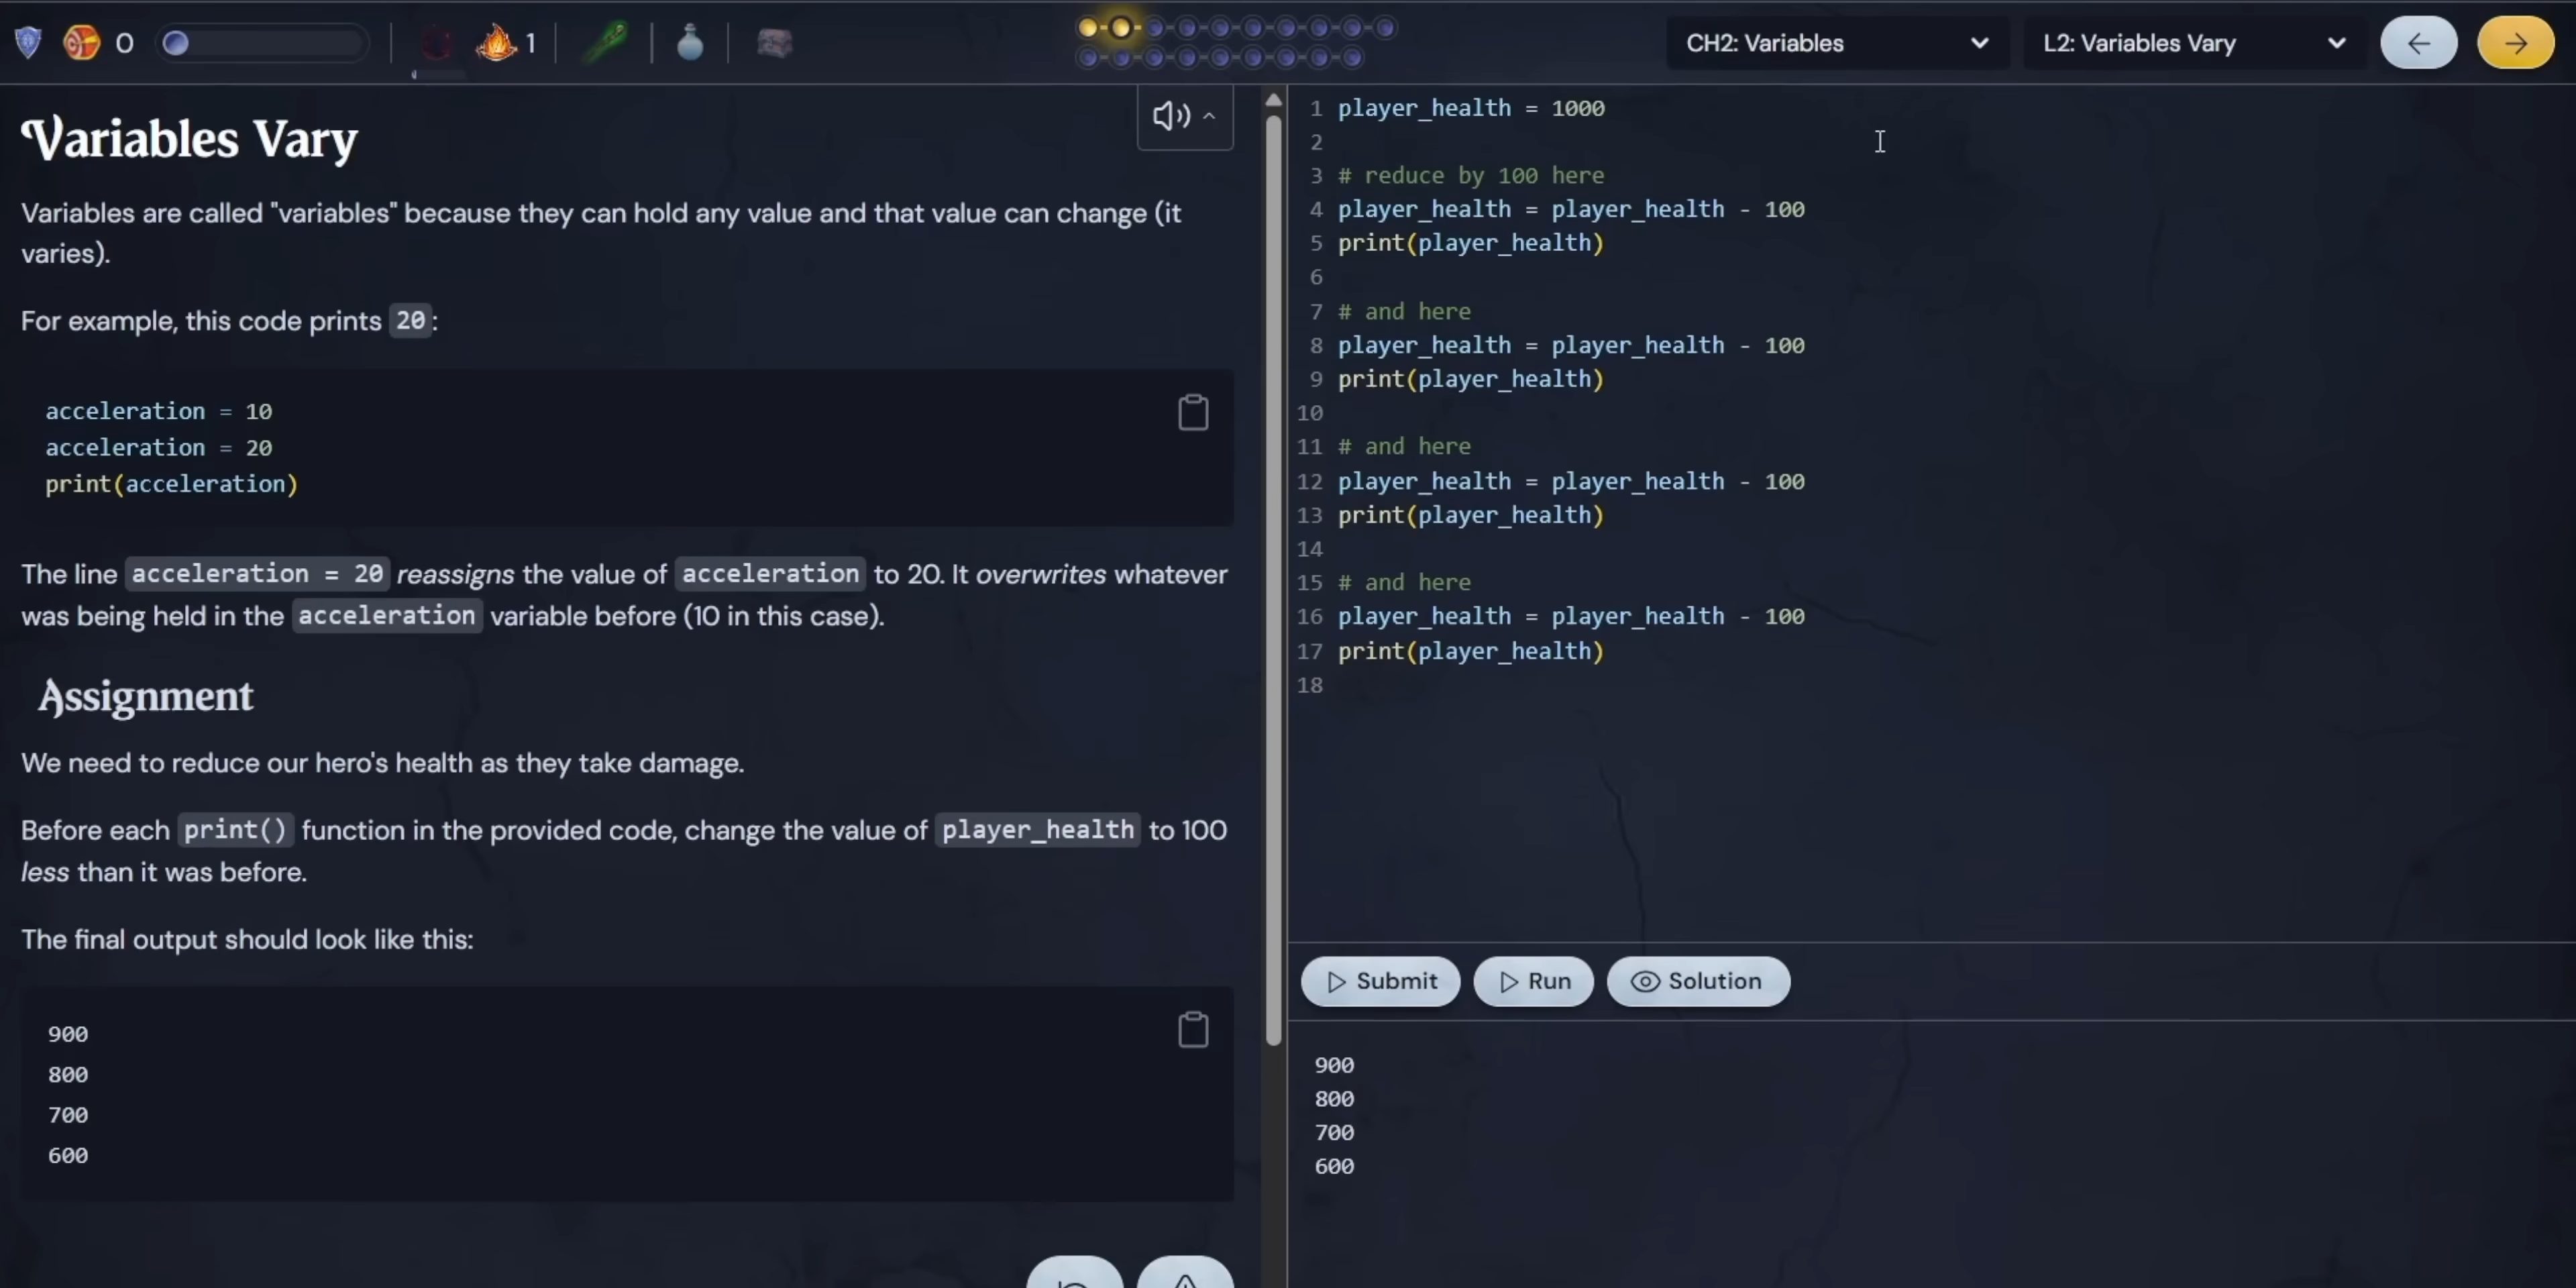 0
1
CH2: Variables
L2: Variables Vary
Variables Vary
Variables are called "variables" because they can hold any value and that value can change (it
varies).
For example, this code prints 20:
acceleration = 10
acceleration = 20
print(acceleration)
The line acceleration = 20 reassigns the value of acceleration to 20. It overwrites whatever
was being held in the acceleration variable before (10 in this case).
Assignment
We need to reduce our hero's health as they take damage.
Before each print() function in the provided code, change the value of player_health to 100
less than it was before.
The final output should look like this:
900
800
700
600
1 player_health = 1000
2
3 # reduce by 100 here
4 player_health = player_health - 100
5 print(player_health)
6
7 # and here
8 player_health = player_health - 100
9 print(player_health)
10
11 # and here
12 player_health = player_health - 100
13 print(player_health)
14
15 # and here
16 player_health = player_health - 100
17 print(player_health)
18
Submit
Run
Solution
900
800
700
600